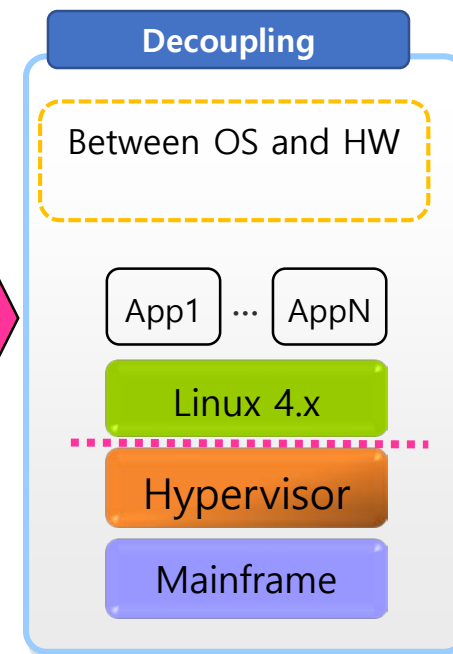 Decoupling
Between OS and HW
App1 ... AppN
Linux 4.x
Hypervisor
Mainframe